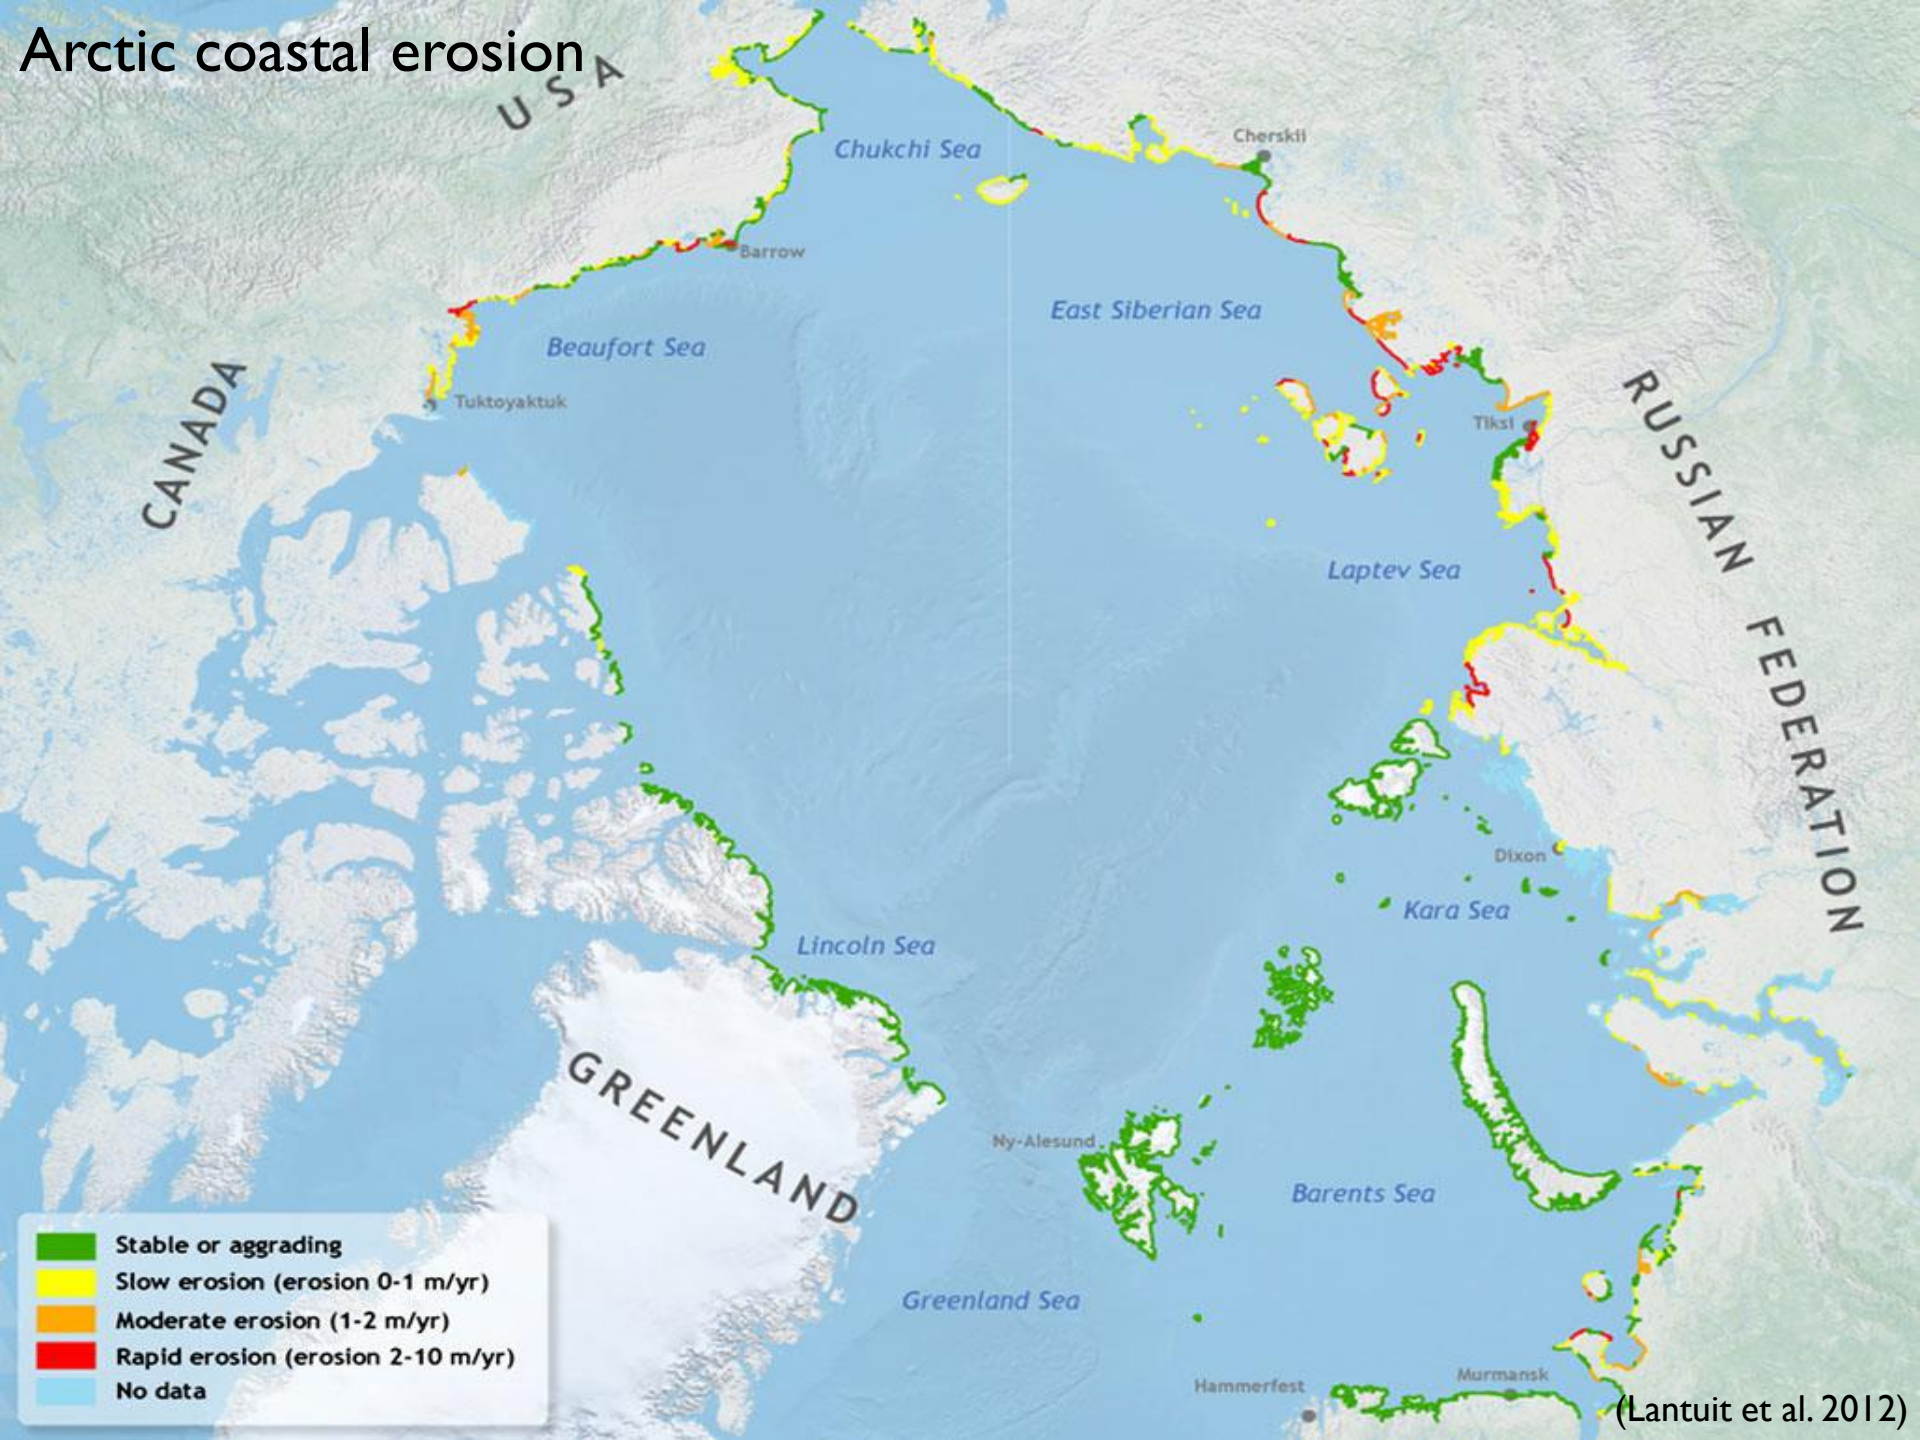 Arctic coastal erosion
USA
Chukchi Sea
Cherskii
Barrow
East Siberian Sea
Beaufort Sea
CANADA
Tuktoyaktuk
Tiksi
RUSSIAN FEDERATION
Laptev Sea
Dixon
Kara Sea
Lincoln Sea
GREENLAND
Ny-Alesund
Barents Sea
Greenland Sea
Stable or aggrading
Slow erosion (erosion 0-1 m/yr)
Moderate erosion (1-2 m/yr)
Rapid erosion (erosion 2-10 m/yr)
No data
Hammerfest
Murmansk
(Lantuit et al. 2012)